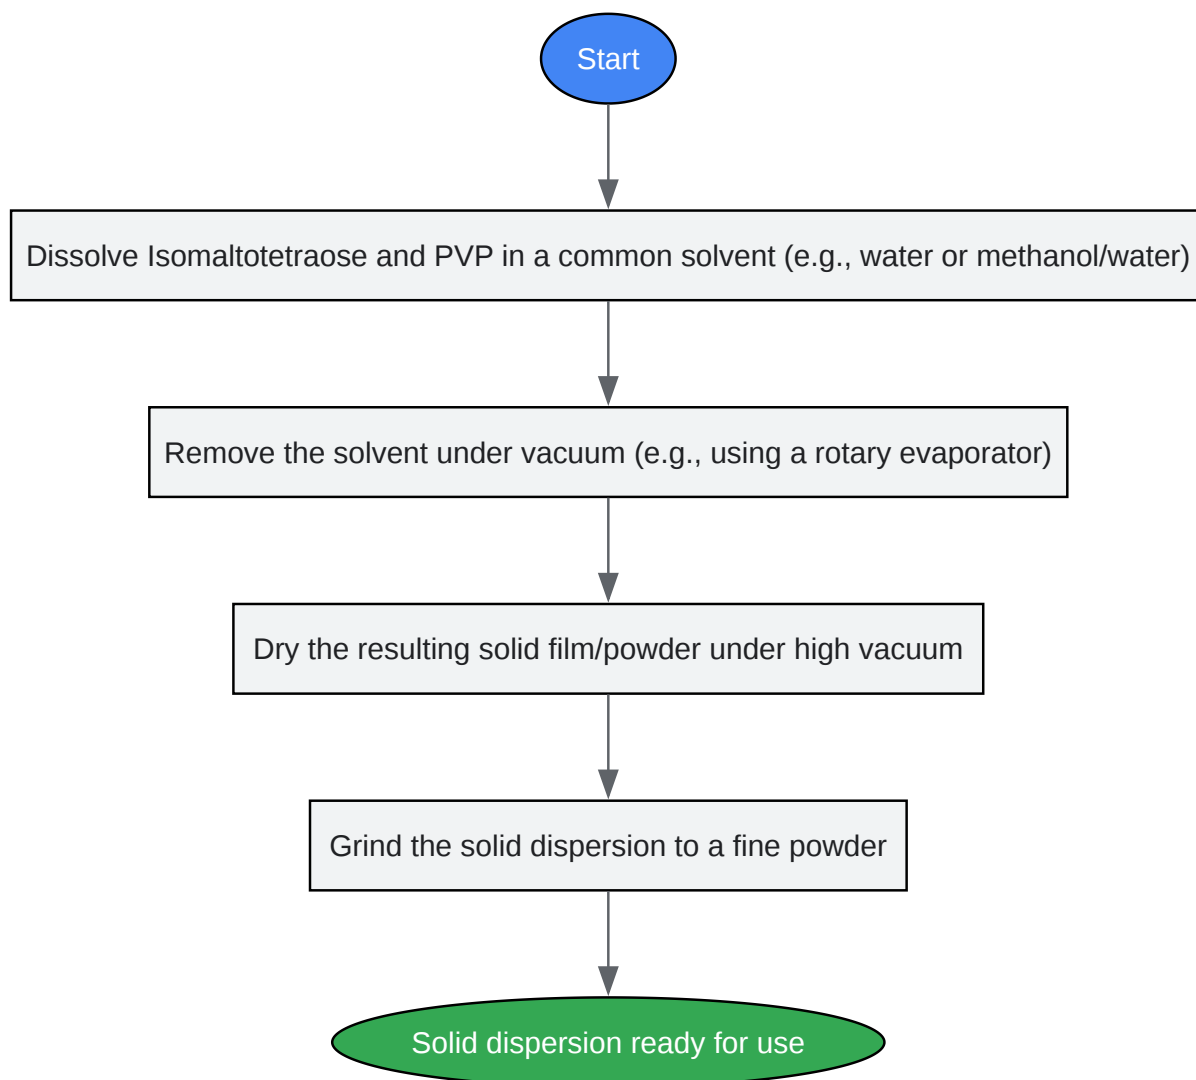 Start
Dissolve Isomaltotetraose and PVP in a common solvent (e.g., water or methanol/water)
Remove the solvent under vacuum (e.g., using a rotary evaporator)
Dry the resulting solid film/powder under high vacuum
Grind the solid dispersion to a fine powder
Solid dispersion ready for use